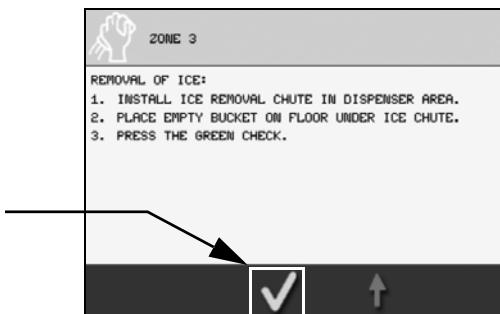 ZONE 3
REMOVAL OF ICE:
1. INSTALL ICE REMOVAL CHUTE IN DISPENSER AREA.
2. PLACE EMPTY BUCKET ON FLOOR UNDER ICE CHUTE.
3. PRESS THE GREEN CHECK.